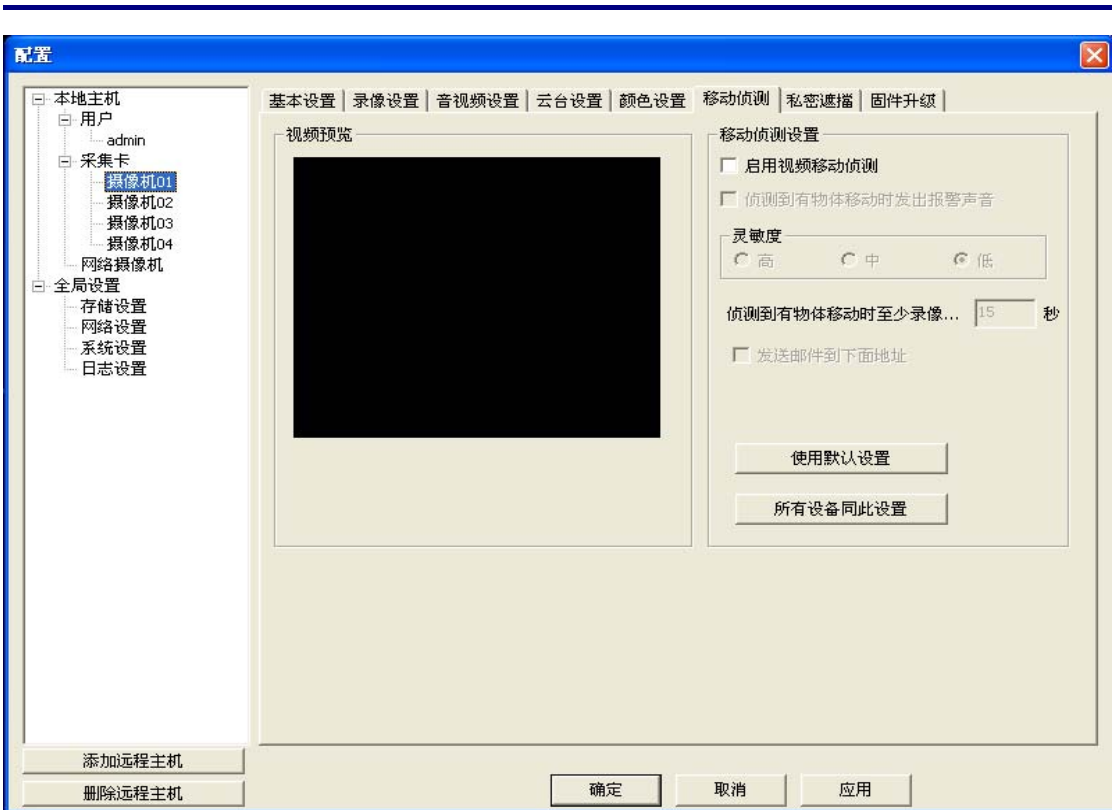 配置
本地主机
用户
admin
采集卡
摄像机01
摄像机02
摄像机03
摄像机04
网络摄像机
全局设置
存储设置
网络设置
系统设置
日志设置
添加远程主机
删除远程主机
基本设置 录像设置 音视频设置 云台设置 颜色设置 移动侦测 私密遮挡 固件升级
视频预览
移动侦测设置
启用视频移动侦测
侦测到有物体移动时发出报警声音
灵敏度
高 中 低
侦测到有物体移动时至少录像... 15 秒
发送邮件到下面地址
使用默认设置
所有设备同此设置
确定 取消 应用